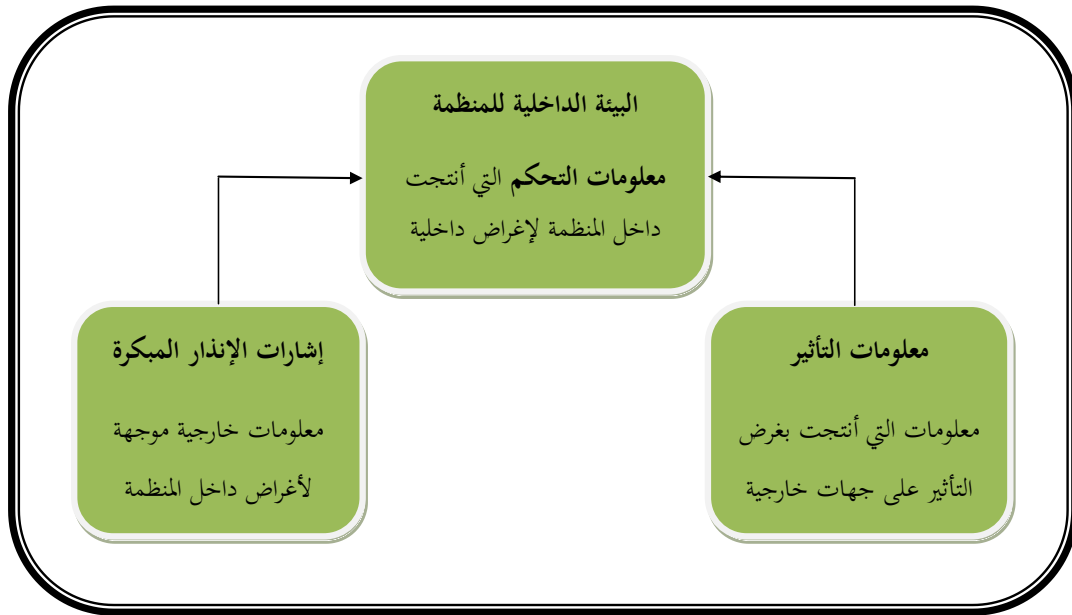 البيئة الداخلية للمنظمة
معلومات التحكم التي أنتجت
داخل المنظمة لإغراض داخلية
معلومات التأثير
معلومات التي أنتجت بغرض
التأثير على جهات خارجية
إشارات الإنذار المبكرة
معلومات خارجية موجهة
لأغراض داخل المنظمة